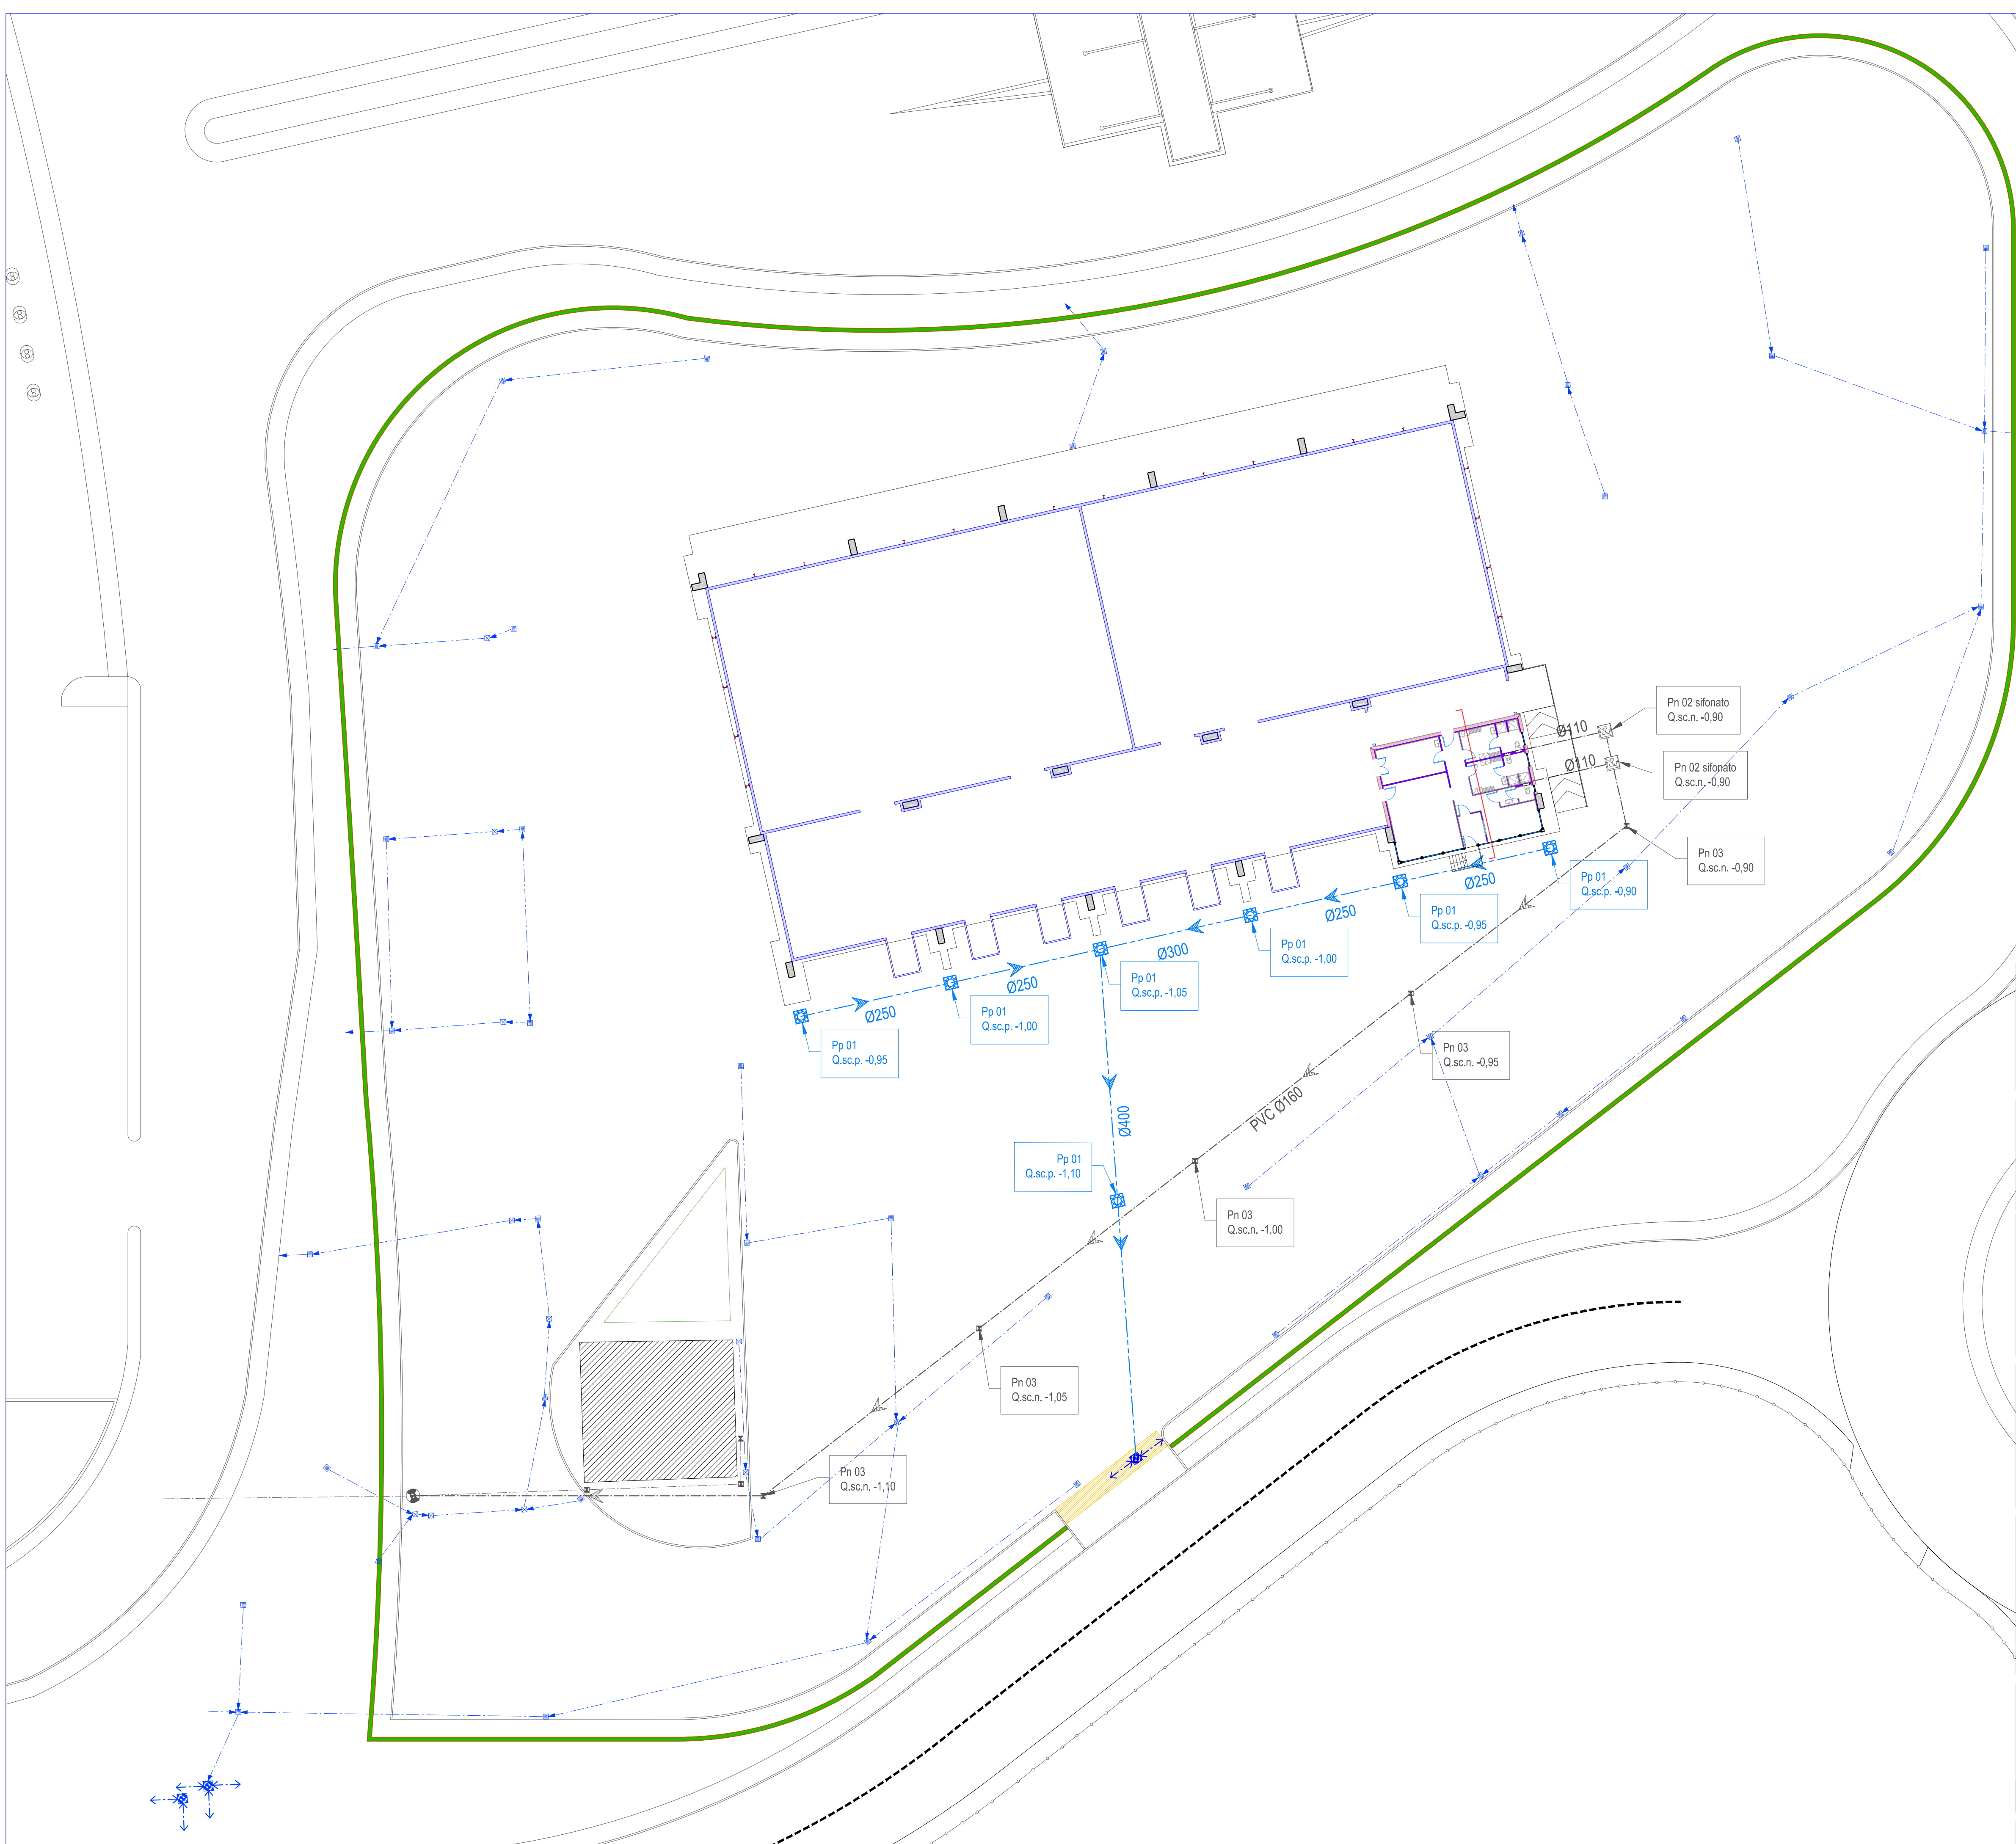 Ø110
Pn 02 sifonato
Q.sc.n. -0,90
Ø110
Pn 02 sifonato
Q.sc.n. -0,90
Pn 03
Q.sc.n. -0,90
Ø250
Pp 01
Q.sc.p. -0,90
Ø250
Pp 01
Q.sc.p. -0,95
Ø300
Pp 01
Q.sc.p. -1,00
Ø250
Pp 01
Q.sc.p. -1,05
Ø250
Pp 01
Q.sc.p. -1,00
Pp 01
Q.sc.p. -0,95
Pn 03
Q.sc.n. -0,95
PVC Ø160
Ø400
Pp 01
Q.sc.p. -1,10
Pn 03
Q.sc.n. -1,00
Pn 03
Q.sc.n. -1,05
Pn 03
Q.sc.n. -1,10